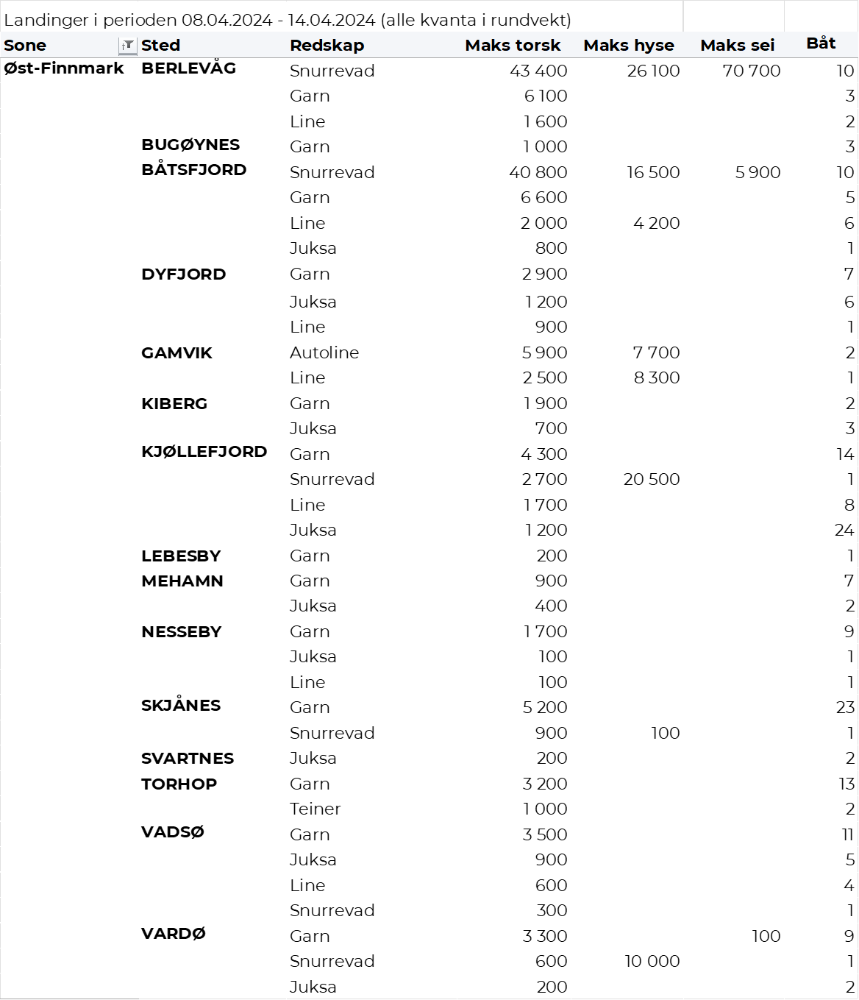 Landinger i perioden 08.04.2024 - 14.04.2024 (alle kvanta i rundvekt)
Sone Sted Redskap Maks torsk Maks hyse Maks sei Båt
Øst-Finnmark BERLEVÅG Snurrevad 43 400 26 100 70 700 10
Garn 6 100 3
Line 1 600 2
BUGØYNES Garn 1 000 3
BÅTSFJORD Snurrevad 40 800 16 500 5 900 10
Garn 6 600 5
Line 2 000 4 200 6
Juksa 800 1
DYFJORD Garn 2 900 7
Juksa 1 200 6
Line 900 1
GAMVIK Autoline 5 900 7 700 2
Line 2 500 8 300 1
KIBERG Garn 1 900 2
Juksa 700 3
KJØLLEFJORD Garn 4 300 14
Snurrevad 2 700 20 500 1
Line 1 700 8
Juksa 1 200 24
LEBESBY Garn 200 1
MEHAMN Garn 900 7
Juksa 400 2
NESSEBY Garn 1 700 9
Juksa 100 1
Line 100 1
SKJÅNES Garn 5 200 23
Snurrevad 900 100 1
SVARTNES Juksa 200 2
TORHOP Garn 3 200 13
Teiner 1 000 2
VADSØ Garn 3 500 11
Juksa 900 5
Line 600 4
Snurrevad 300 1
VARDØ Garn 3 300 100 9
Snurrevad 600 10 000 1
Juksa 200 2